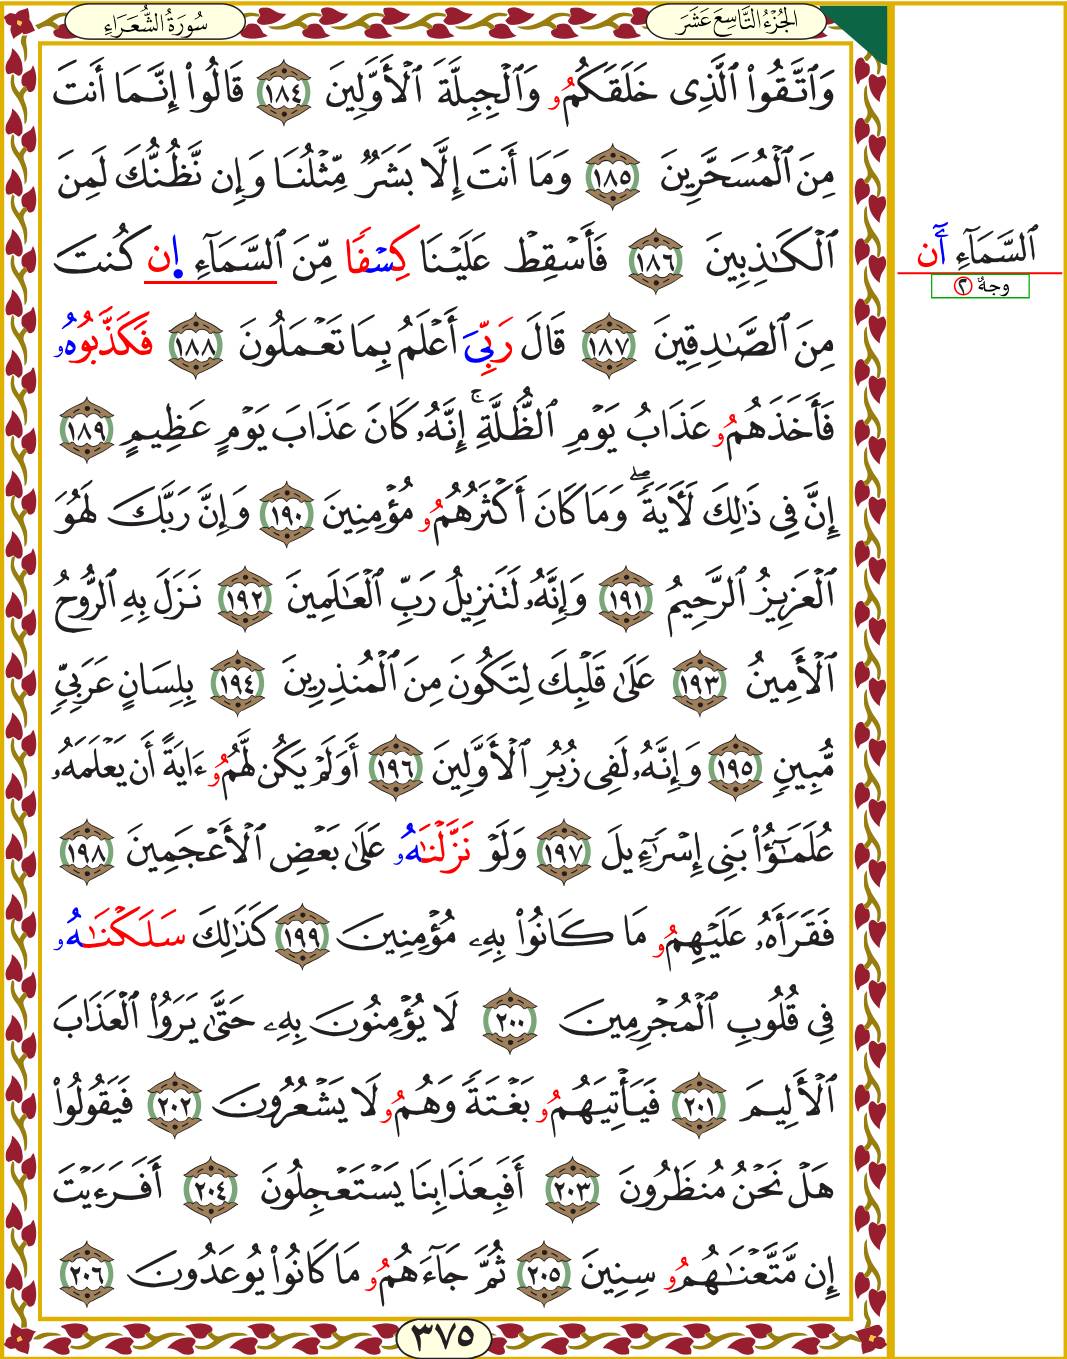 الجُزْءُ التَّاسِعَ عَشَرَ
سُورَةُ الشُّعَرَاءِ
وَٱتَّقُواْ ٱلَّذِى خَلَقَكُمُۥ وَٱلْجِبِلَّةَ ٱلْأَوَّلِينَ ١٨٤ قَالُواْ إِنَّمَا أَنتَ
مِنَ ٱلْمُسَحَّرِينَ ١٨٥ وَمَا أَنتَ إِلَّا بَشَرٌ مِّثْلُنَا وَإِن نَّظُنُّكَ لَمِنَ
ٱلْكَـٰذِبِينَ ١٨٦ فَأَسْقِطْ عَلَيْنَا كِسْفًا مِّنَ ٱلسَّمَآءِ اِن كُنتَ
مِنَ ٱلصَّـٰدِقِينَ ١٨٧ قَالَ رَبِّىَ أَعْلَمُ بِمَا تَعْمَلُونَ ١٨٨ فَكَذَّبُوهُۥ
فَأَخَذَهُمُۥ عَذَابُ يَوْمِ ٱلظُّلَّةِ ۚ إِنَّهُۥ كَانَ عَذَابَ يَوْمٍ عَظِيمٍ ١٨٩
إِنَّ فِى ذَٰلِكَ لَأٓيَةً ۖ وَمَا كَانَ أَكْثَرُهُمُۥ مُؤْمِنِينَ ١٩٠ وَإِنَّ رَبَّكَ لَهُوَ
ٱلْعَزِيزُ ٱلرَّحِيمُ ١٩١ وَإِنَّهُۥ لَتَنزِيلُ رَبِّ ٱلْعَـٰلَمِينَ ١٩٢ نَزَلَ بِهِ ٱلرُّوحُ
ٱلْأَمِينُ ١٩٣ عَلَىٰ قَلْبِكَ لِتَكُونَ مِنَ ٱلْمُنذِرِينَ ١٩٤ بِلِسَانٍ عَرَبِىٍّ
مُّبِينٍ ١٩٥ وَإِنَّهُۥ لَفِى زُبُرِ ٱلْأَوَّلِينَ ١٩٦ أَوَلَمْ يَكُن لَّهُمُۥ ءَايَةً أَن يَعْلَمَهُۥ
عُلَمَـٰٓؤُاْ بَنِى إِسْرَٰٓءِيلَ ١٩٧ وَلَوْ نَزَّلْنَـٰهُۥ عَلَىٰ بَعْضِ ٱلْأَعْجَمِينَ ١٩٨
فَقَرَأَهُۥ عَلَيْهِمُۥ مَا كَانُواْ بِهِۦ مُؤْمِنِينَ ١٩٩ كَذَٰلِكَ سَلَكْنَـٰهُۥ
فِى قُلُوبِ ٱلْمُجْرِمِينَ ٢٠٠ لَا يُؤْمِنُونَ بِهِۦ حَتَّىٰ يَرَوُاْ ٱلْعَذَابَ
ٱلْأَلِيمَ ٢٠١ فَيَأْتِيَهُمُۥ بَغْتَةً وَهُمُۥ لَا يَشْعُرُونَ ٢٠٢ فَيَقُولُواْ
هَلْ نَحْنُ مُنظَرُونَ ٢٠٣ أَفَبِعَذَابِنَا يَسْتَعْجِلُونَ ٢٠٤ أَفَرَءَيْتَ
إِن مَّتَّعْنَـٰهُمُۥ سِنِينَ ٢٠٥ ثُمَّ جَآءَهُمُۥ مَا كَانُواْ يُوعَدُونَ ٢٠٦
٣٧٥
ٱلسَّمَآءِ أَٓن
وجهٌ ٢